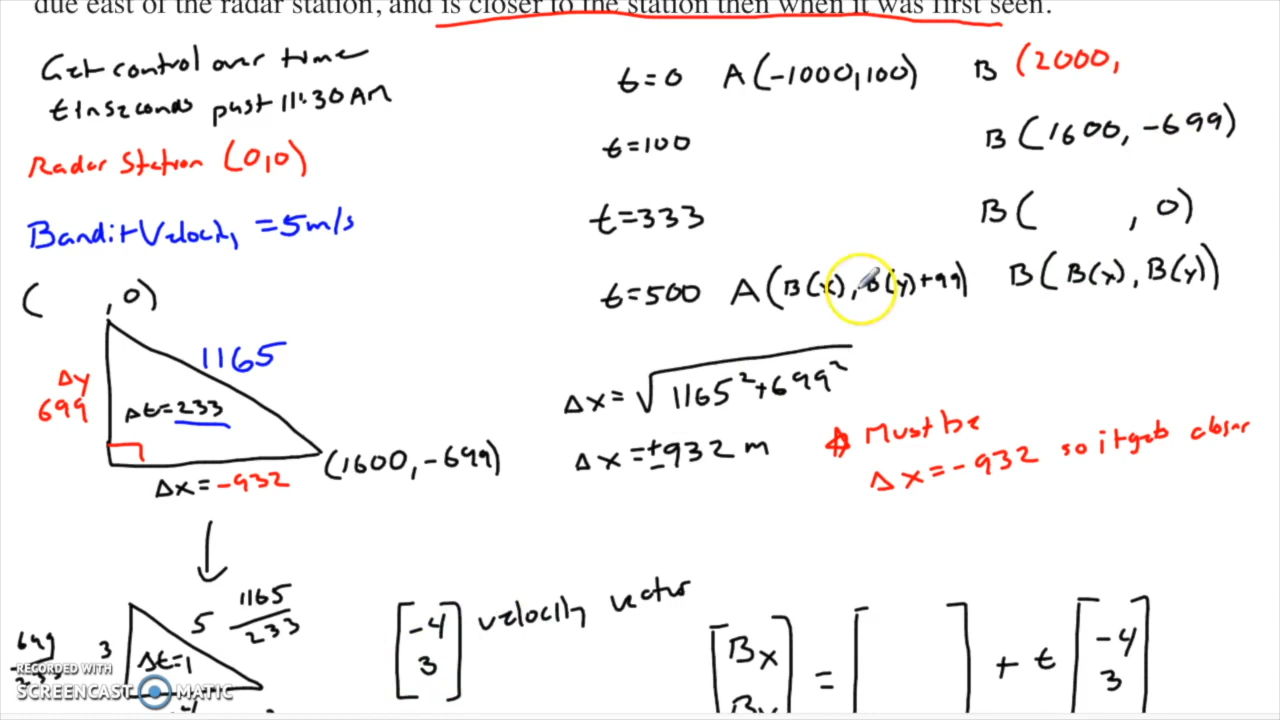 due east of the radar station, and is closer to the station then when it was first seen.
Get control over time
t in seconds past 11:30 AM
Radar Station (0,0)
Bandit Velocity = 5m/s
t=0 A(-1000,100) B (2000,
t=100 B(1600,-699)
t=333 B( , 0)
t=500 A(B(x), B(y)+99) B(B(x), B(y))
( , 0)
1165
Δy
699
Δt=233
Δx = -932
(1600,-699)
Δx = √1165²+699²
Δx = ±932 m
Must be
Δx = -932 so it gets closer
699
233
3
5
1165
233
Δt=1
-4
[-4
3] velocity vector
[Bx
By] = [ ] + t [-4
3]
RECORDED WITH
SCREENCAST MATIC